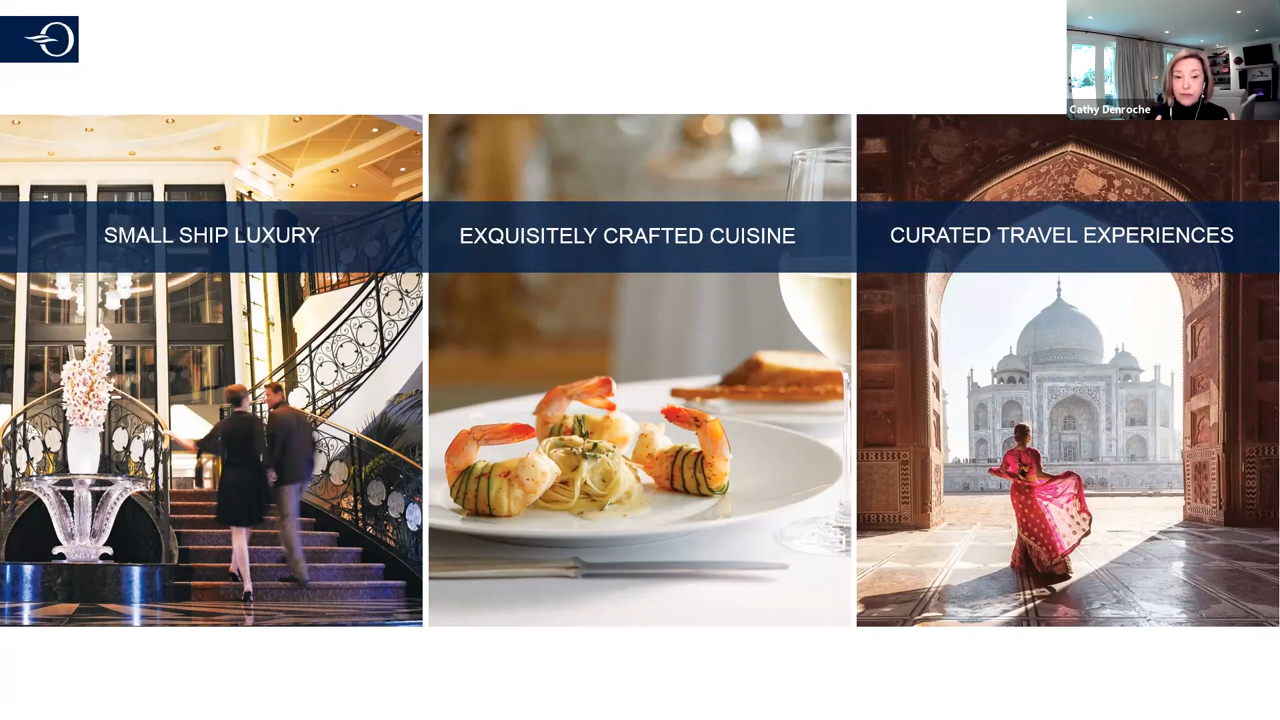 Cathy Denroche
SMALL SHIP LUXURY
EXQUISITELY CRAFTED CUISINE
CURATED TRAVEL EXPERIENCES